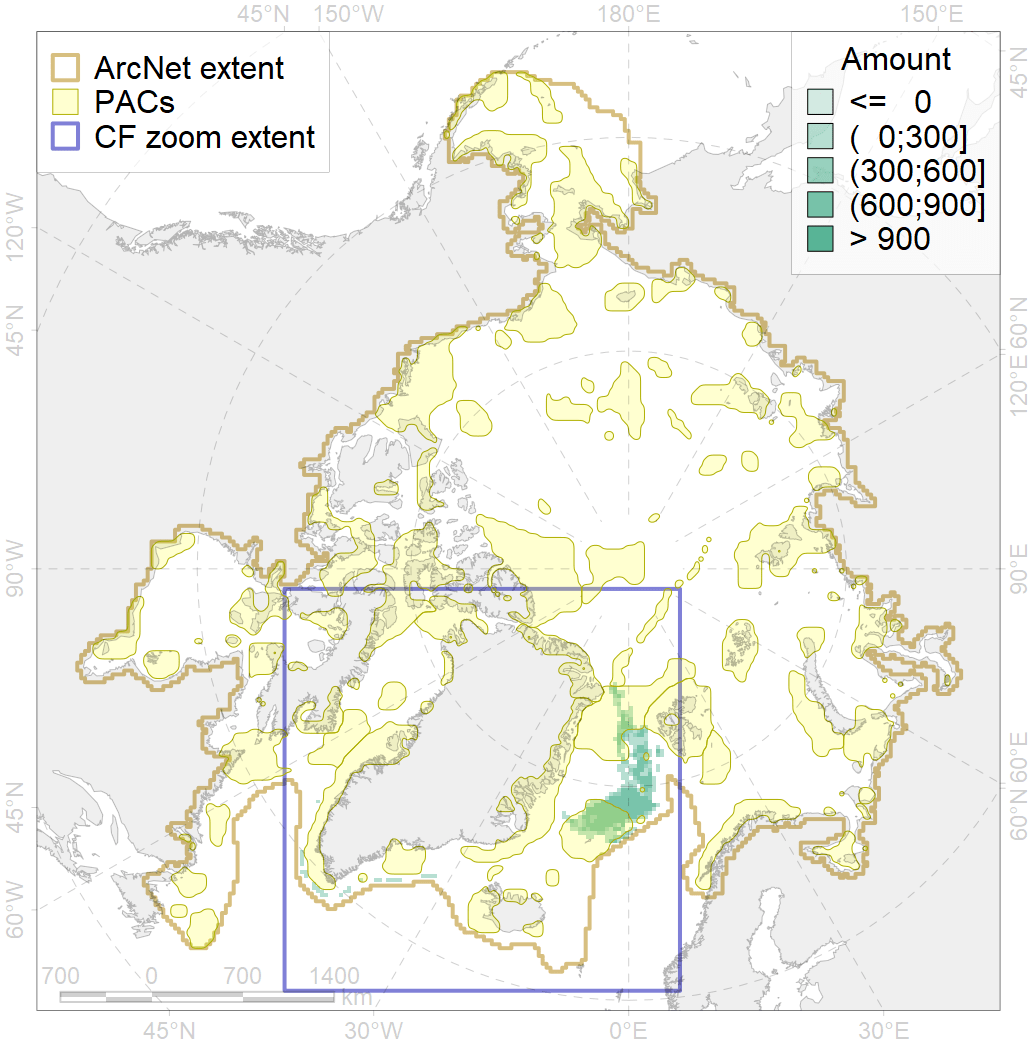 45°N 150°W 180°E 150°E
ArcNet extent
PACs
CF zoom extent
Amount
<= 0
( 0;300]
(300;600]
(600;900]
> 900
45°N
120°W
45°N
60°N
120°E
90°W
90°E
60°E
45°N
60°N
60°W
700 0 700 1400
km
45°N 30°W 0°E 30°E